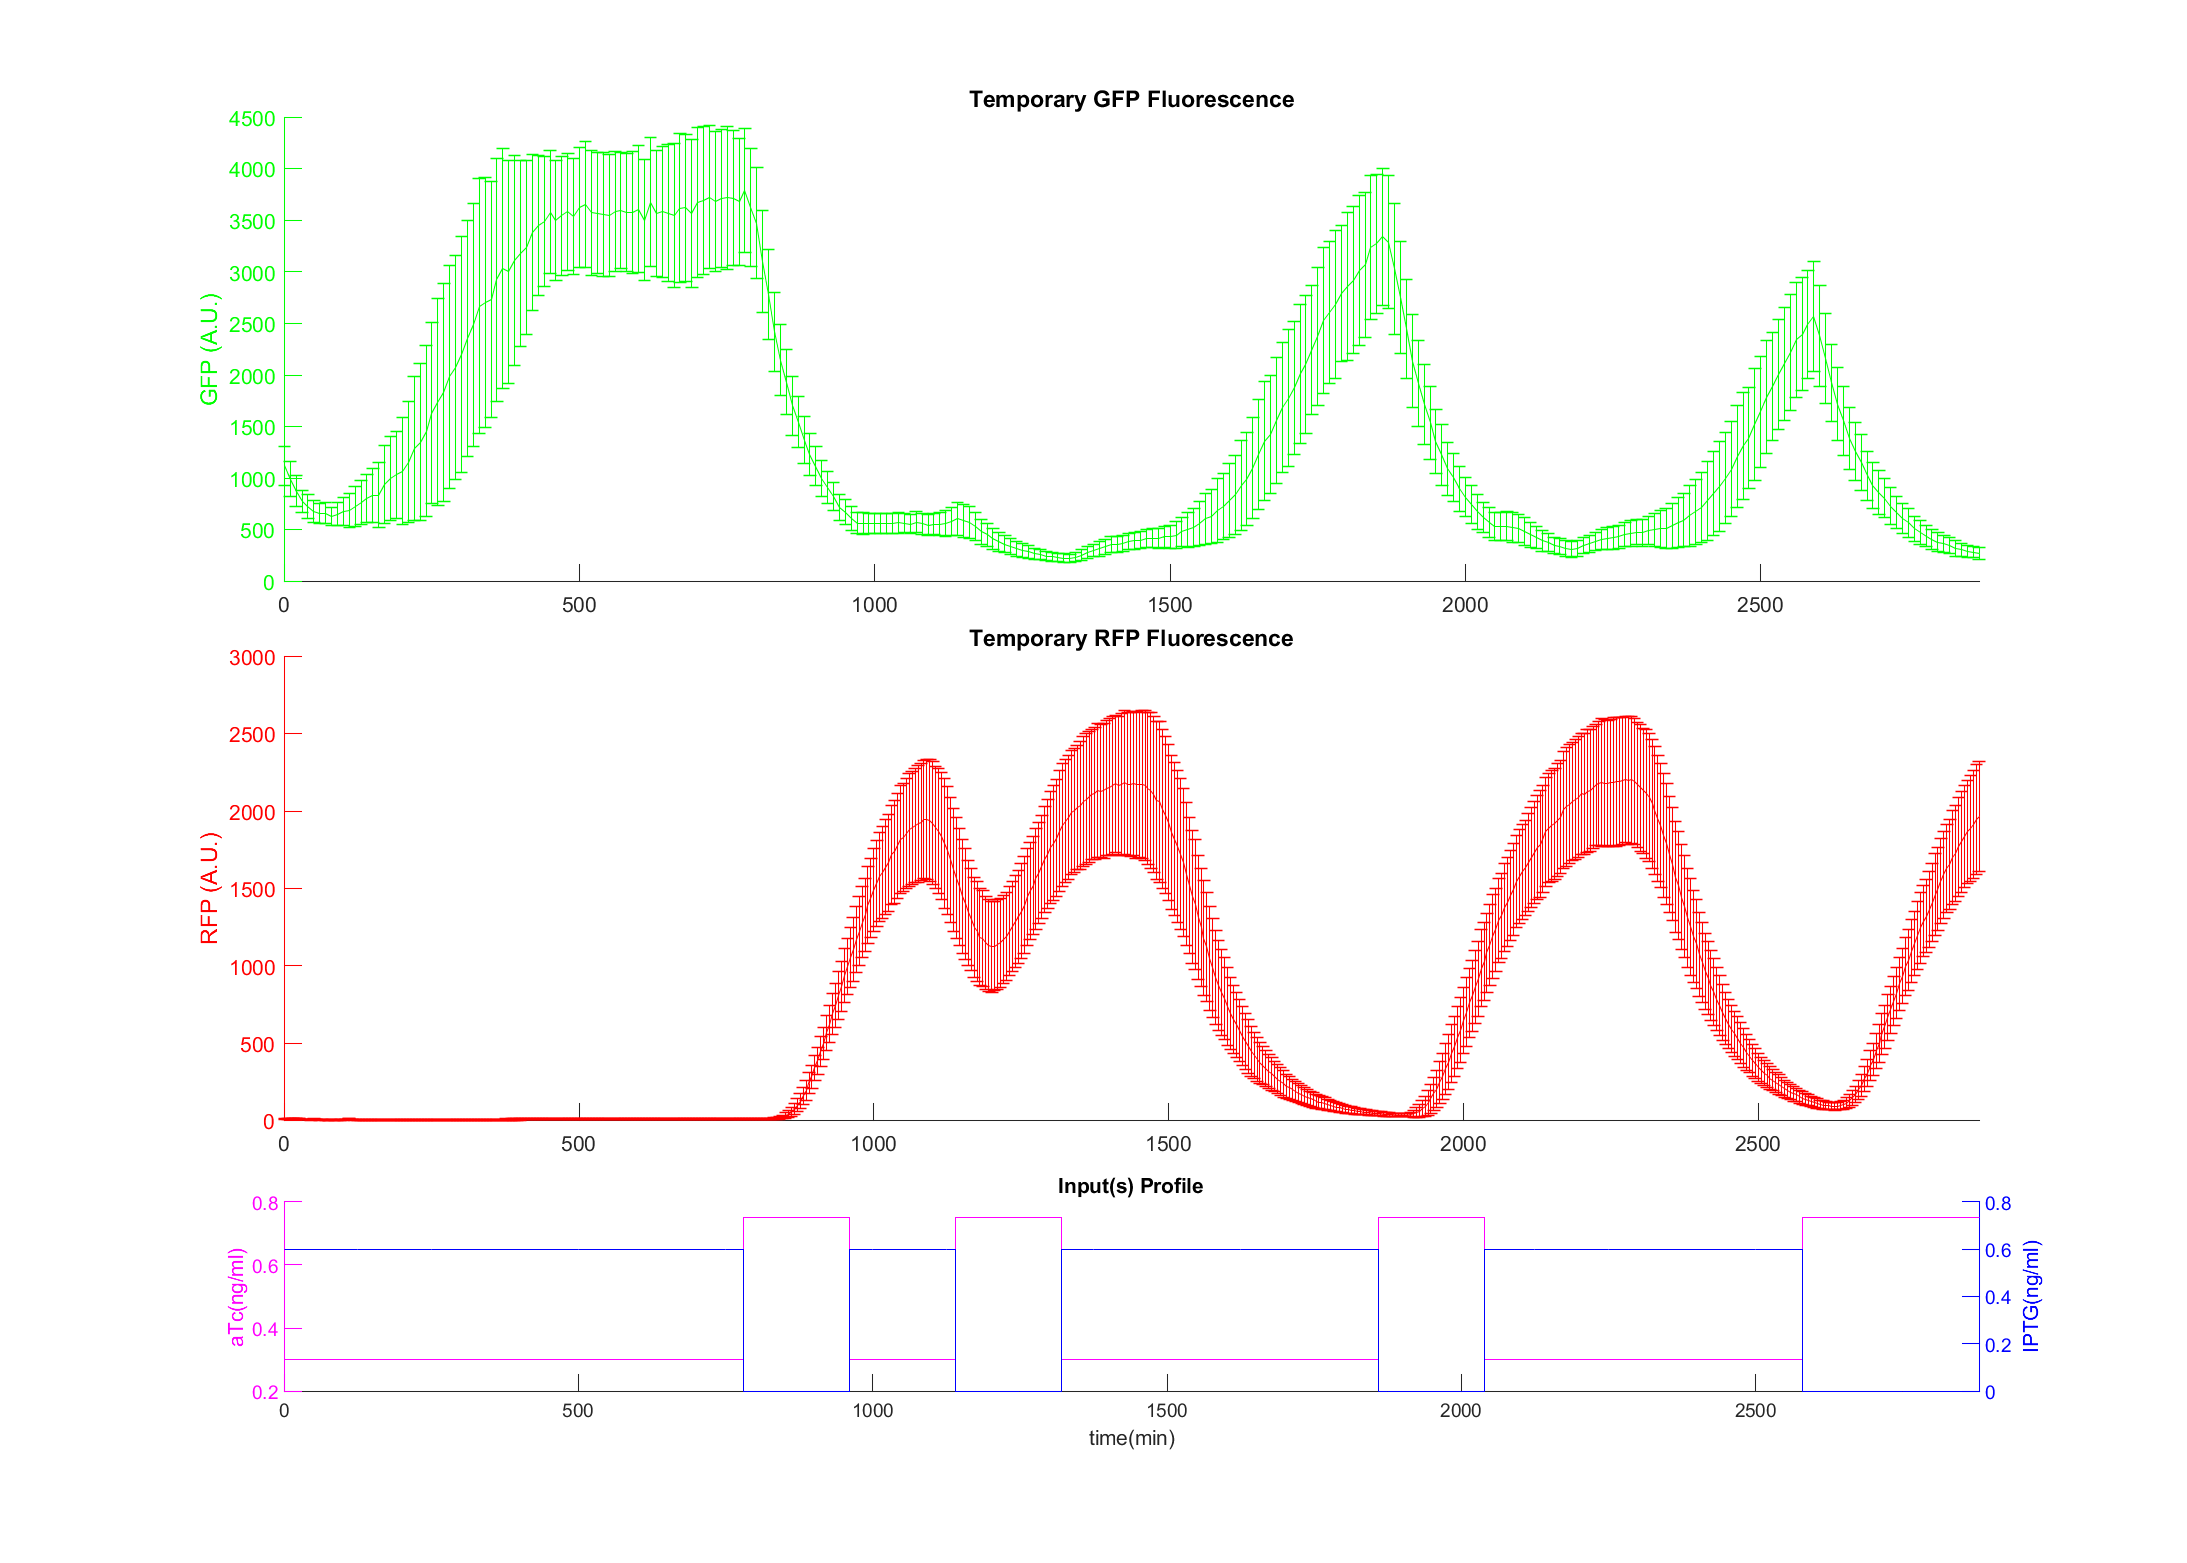 Temporary GFP Fluorescence
4500
4000
3500
3000
2500
2000
1500
1000
500
0
GFP (A.U.)
0 500 1000 1500 2000 2500
Temporary RFP Fluorescence
3000
2500
2000
1500
1000
500
0
RFP (A.U.)
0 500 1000 1500 2000 2500
Input(s) Profile
0.8
0.6
0.4
0.2
aTc(ng/ml)
0.8
0.6
0.4
0.2
0
IPTG(ng/ml)
0 500 1000 1500 2000 2500
time(min)